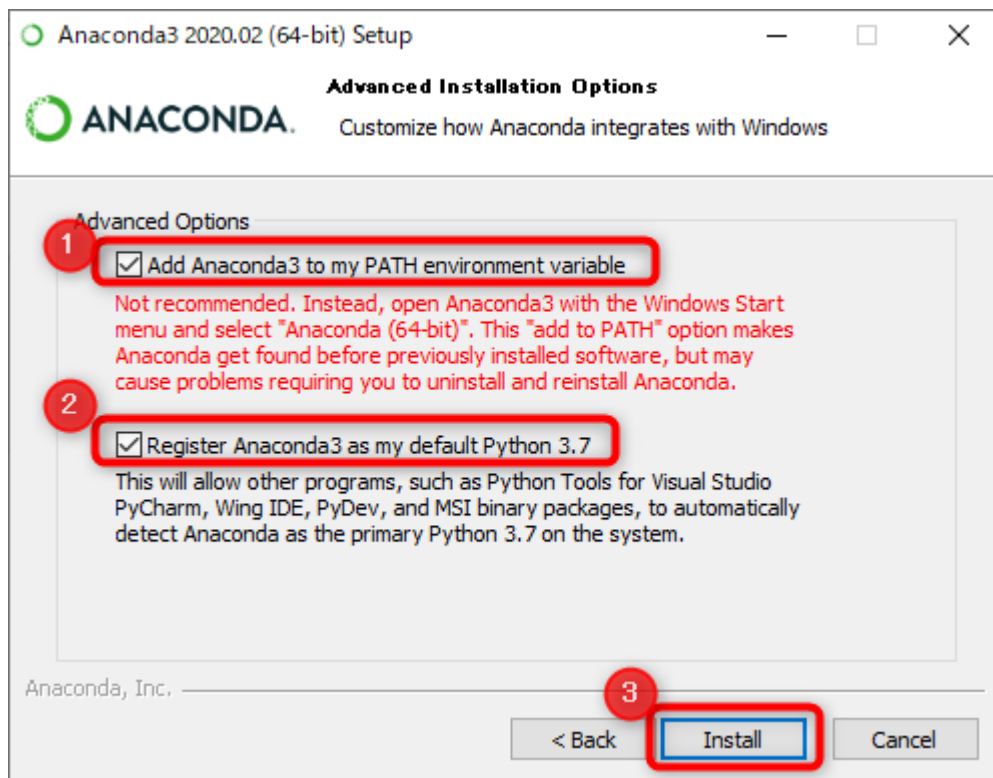 Anaconda3 2020.02 (64-bit) Setup
ANACONDA.
Advanced Installation Options
Customize how Anaconda integrates with Windows
Advanced Options
1
Add Anaconda3 to my PATH environment variable
Not recommended. Instead, open Anaconda3 with the Windows Start
menu and select "Anaconda (64-bit)". This "add to PATH" option makes
Anaconda get found before previously installed software, but may
cause problems requiring you to uninstall and reinstall Anaconda.
2
Register Anaconda3 as my default Python 3.7
This will allow other programs, such as Python Tools for Visual Studio
PyCharm, Wing IDE, PyDev, and MSI binary packages, to automatically
detect Anaconda as the primary Python 3.7 on the system.
Anaconda, Inc.
3
< Back
Install
Cancel